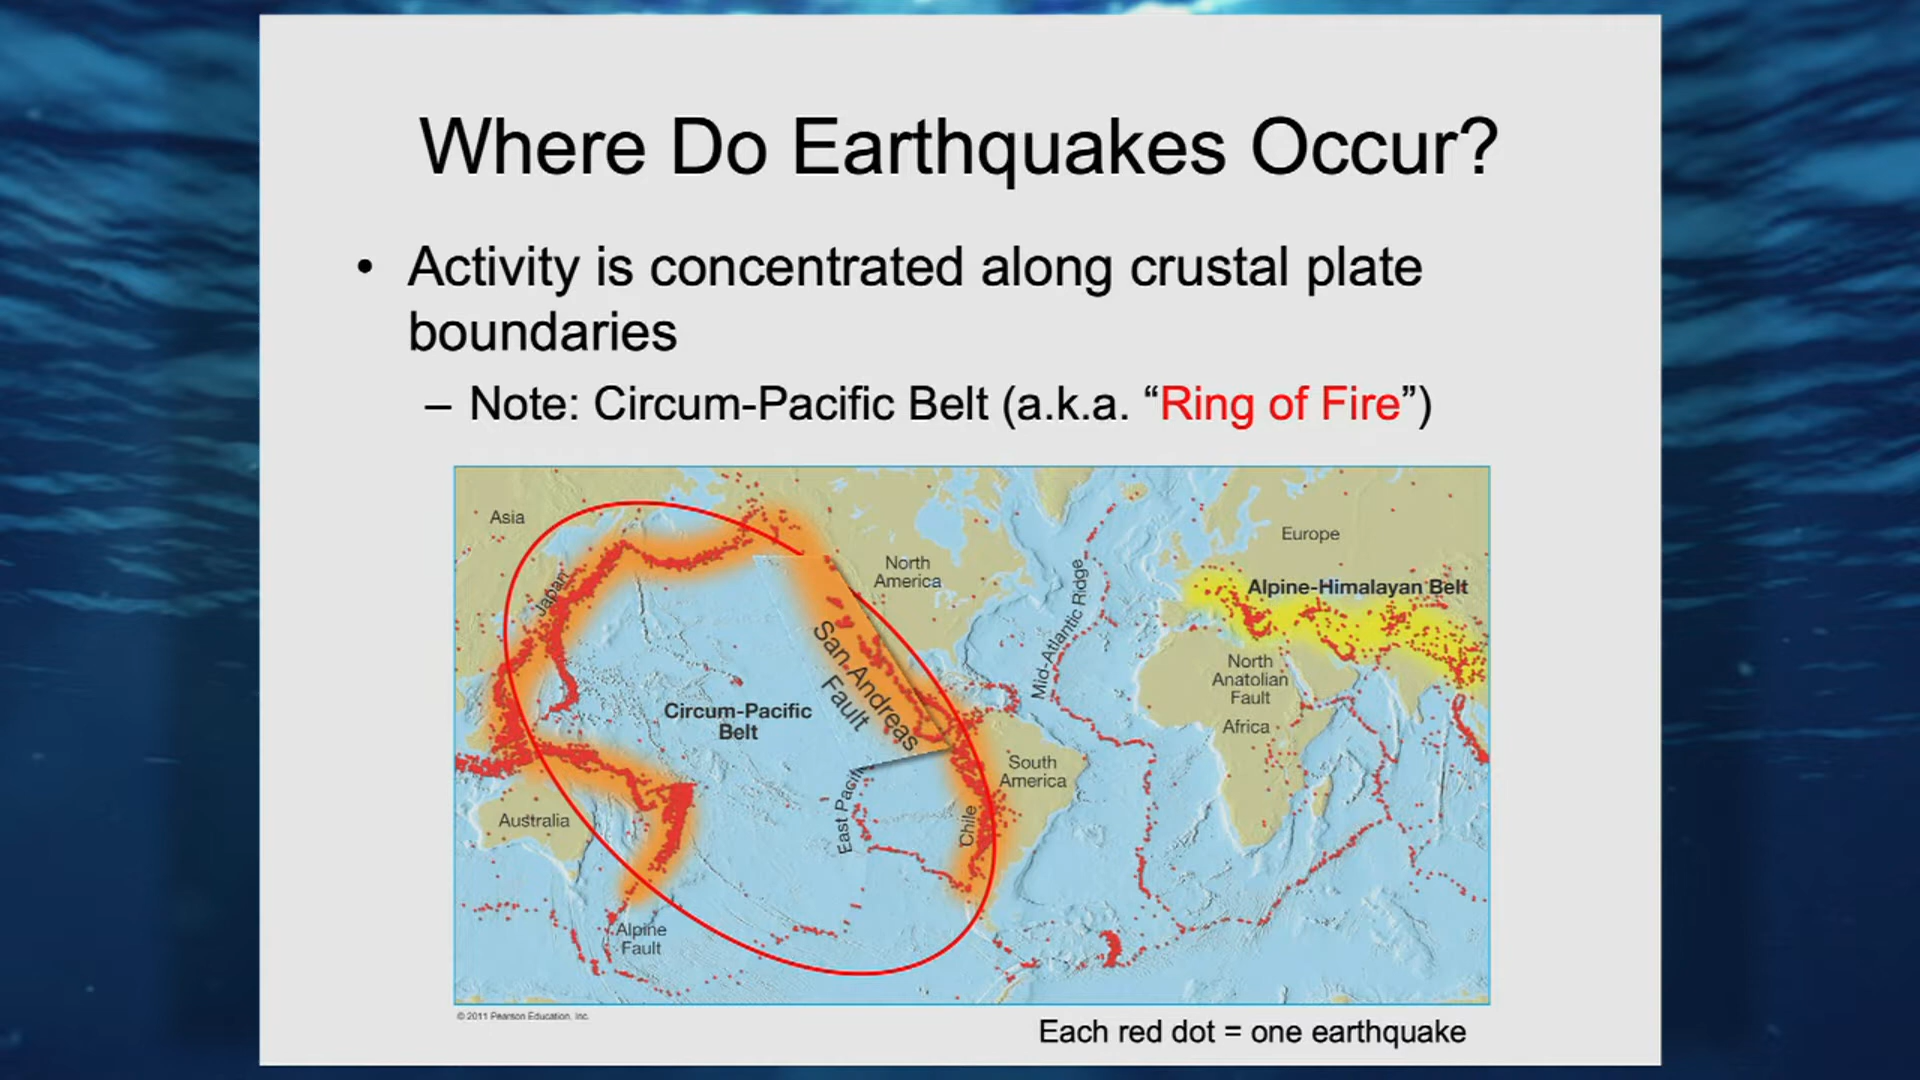 Where Do Earthquakes Occur?
• Activity is concentrated along crustal plate
boundaries
– Note: Circum-Pacific Belt (a.k.a. “Ring of Fire”)
Asia
Japan
North
America
San Andreas
Fault
Circum-Pacific
Belt
Mid-Atlantic Ridge
Europe
Alpine-Himalayan Belt
North
Anatolian
Fault
Africa
South
America
East Pacific
Chile
Australia
Alpine
Fault
© 2011 Pearson Education, Inc.
Each red dot = one earthquake